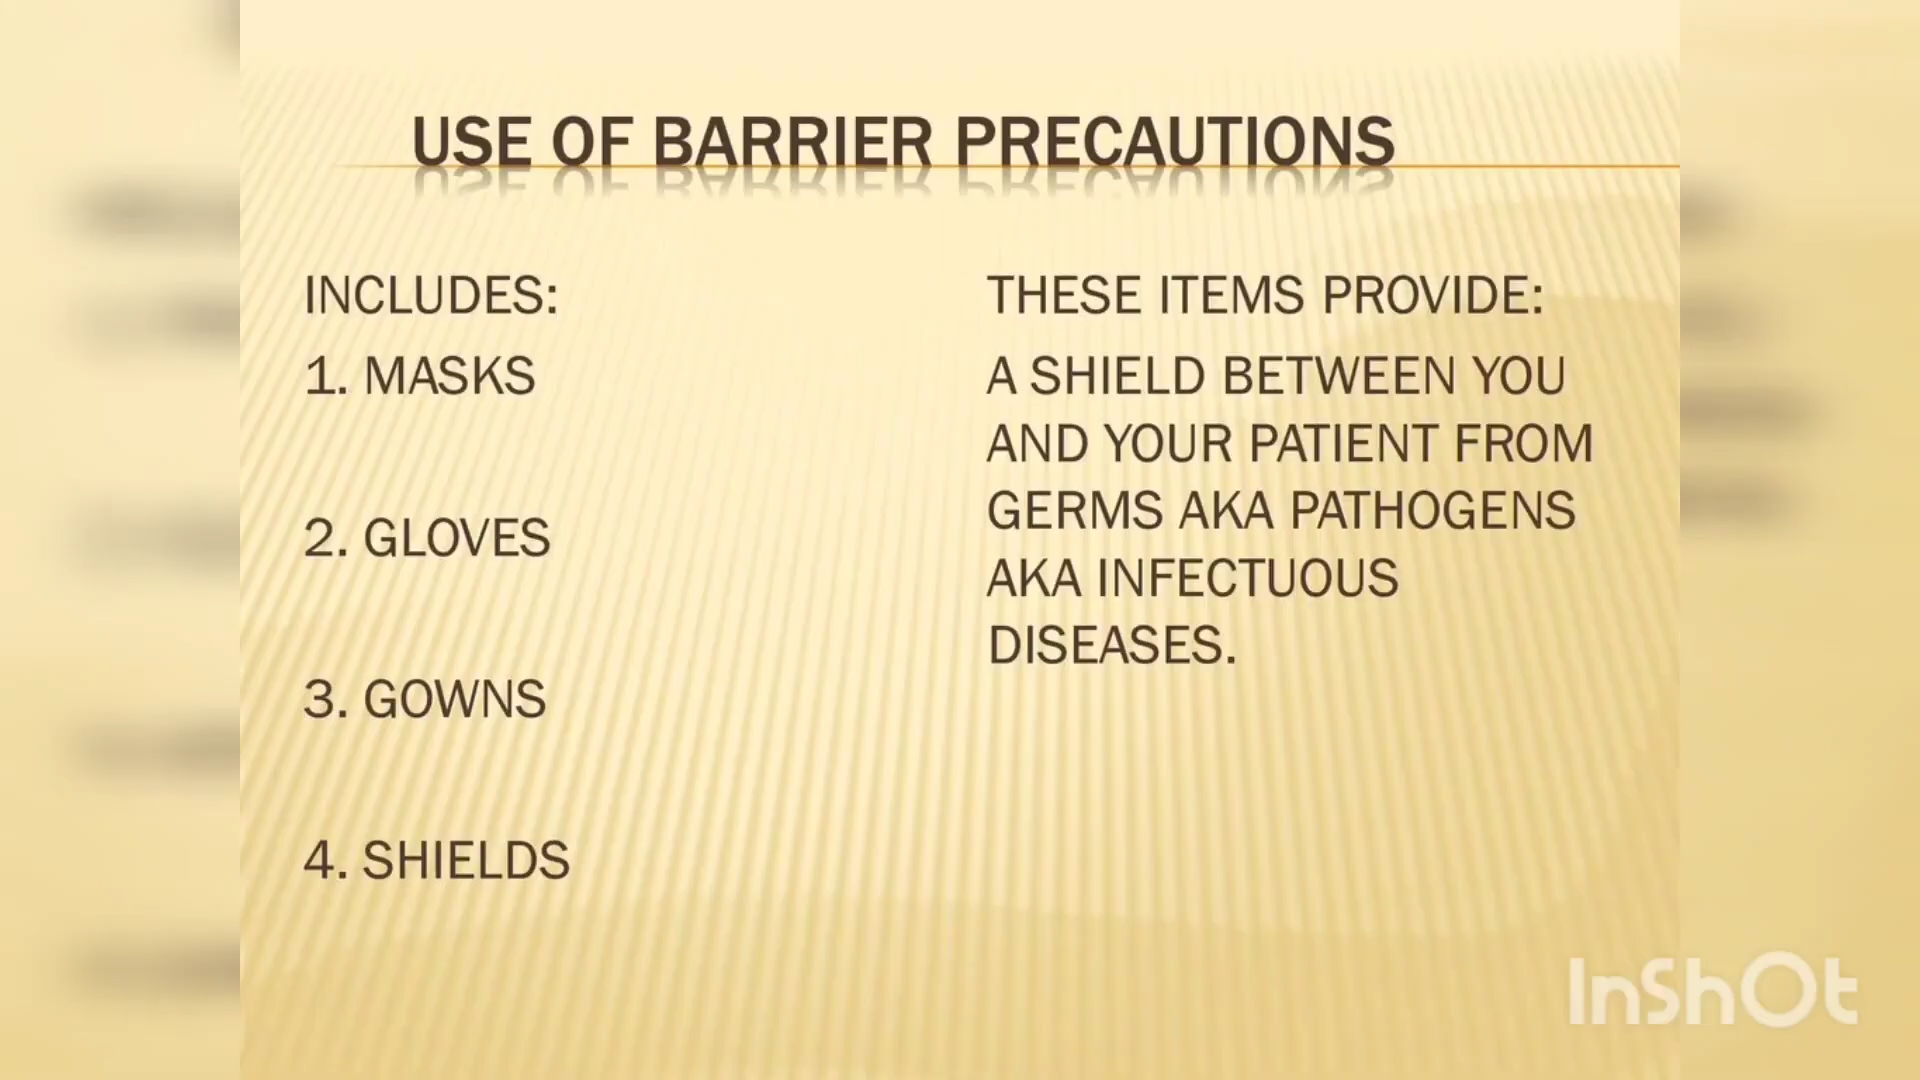 USE OF BARRIER PRECAUTIONS
INCLUDES:
1. MASKS
2. GLOVES
3. GOWNS
4. SHIELDS
THESE ITEMS PROVIDE:
A SHIELD BETWEEN YOU
AND YOUR PATIENT FROM
GERMS AKA PATHOGENS
AKA INFECTUOUS
DISEASES.
InShOt